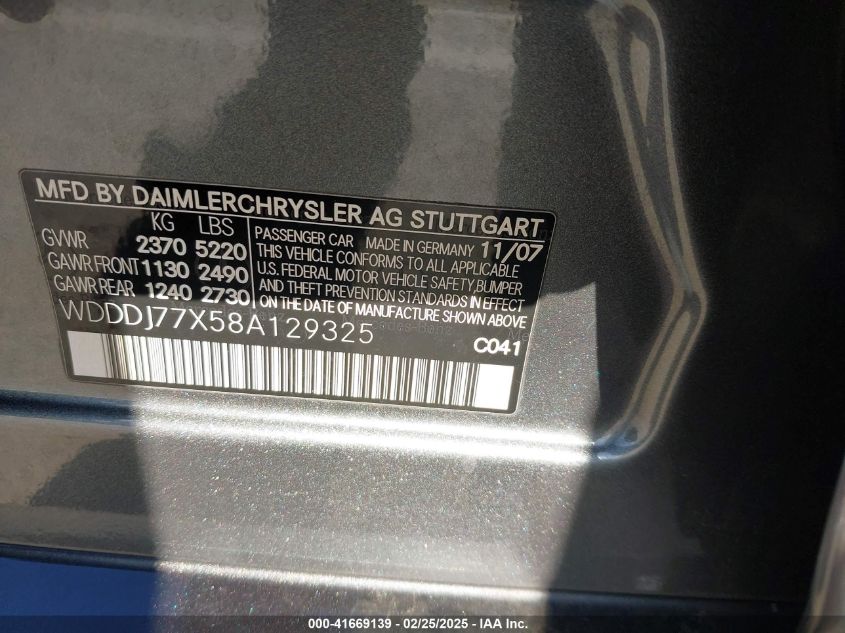 MFD BY DAIMLERCHRYSLER AG STUTTGART
KG LBS
GVWR 2370 5220
GAWR FRONT 1130 2490
GAWR REAR 1240 2730
PASSENGER CAR MADE IN GERMANY 11/07
THIS VEHICLE CONFORMS TO ALL APPLICABLE
U.S. FEDERAL MOTOR VEHICLE SAFETY, BUMPER
AND THEFT PREVENTION STANDARDS IN EFFECT
ON THE DATE OF MANUFACTURE SHOWN ABOVE
WDDDJ77X58A129325
C041
000-41669139 - 02/25/2025 - IAA Inc.